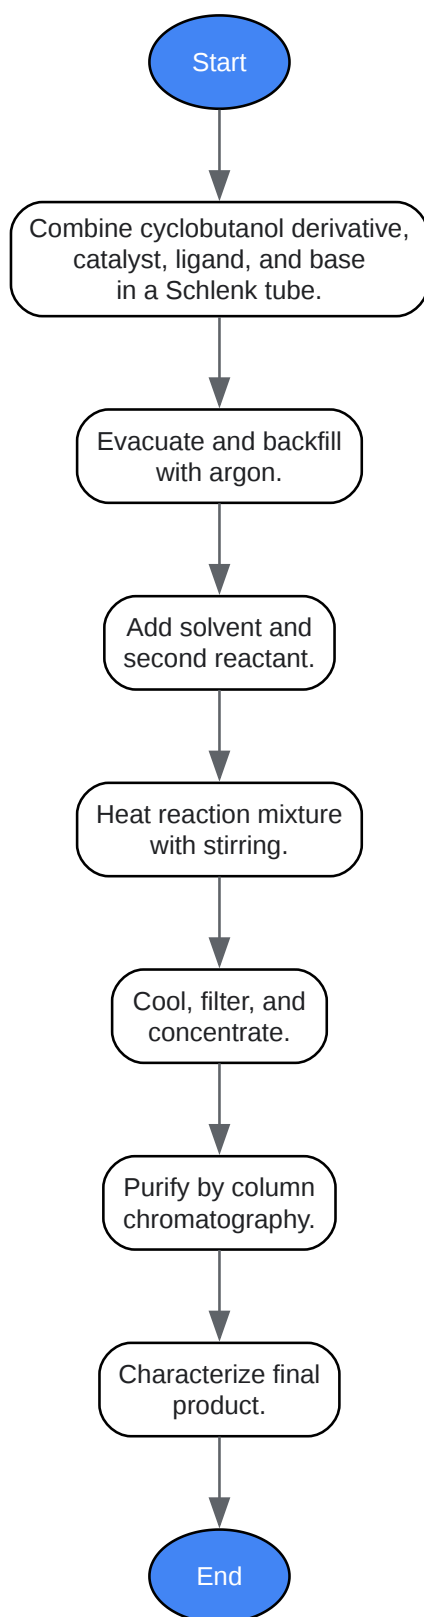 Start
Combine cyclobutanol derivative,
catalyst, ligand, and base
in a Schlenk tube.
Evacuate and backfill
with argon.
Add solvent and
second reactant.
Heat reaction mixture
with stirring.
Cool, filter, and
concentrate.
Purify by column
chromatography.
Characterize final
product.
End